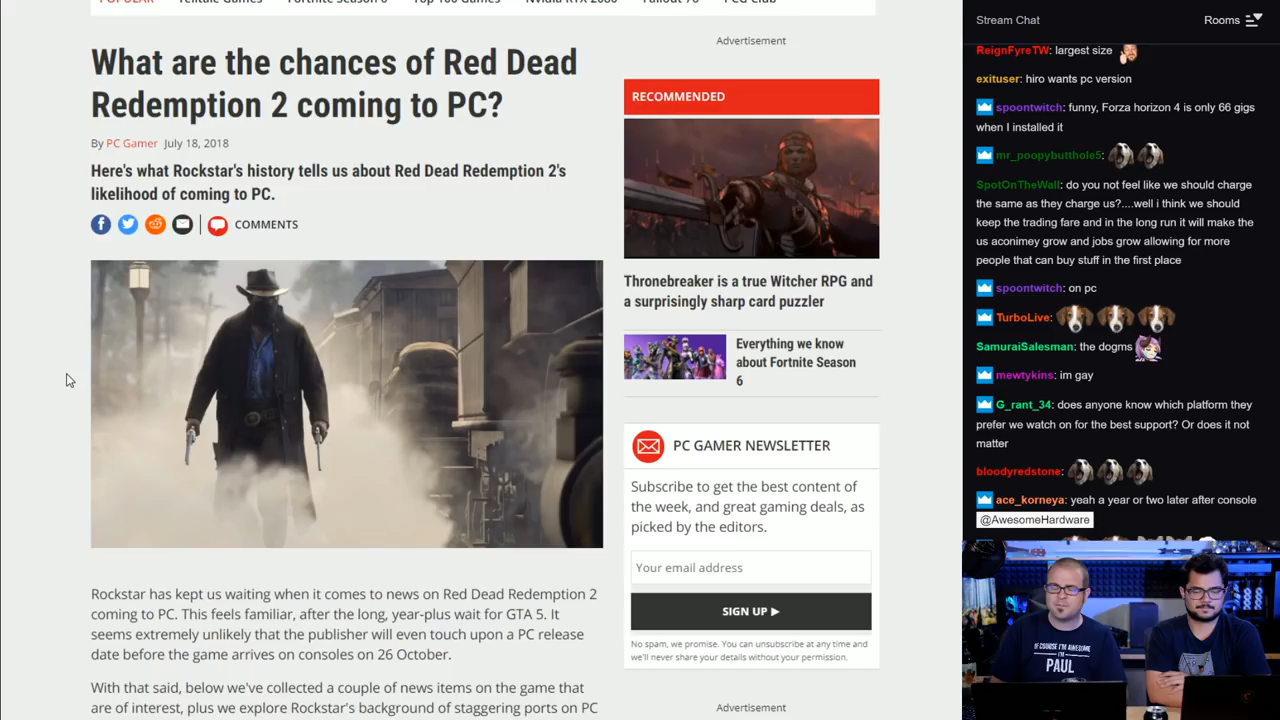 POPULAR Telltale Games Fortnite Season 6 Top 100 Games Nvidia RTX 2080 Fallout 76 PCG Club
What are the chances of Red Dead
Redemption 2 coming to PC?
By PC Gamer July 18, 2018
Here's what Rockstar's history tells us about Red Dead Redemption 2's
likelihood of coming to PC.
COMMENTS
Rockstar has kept us waiting when it comes to news on Red Dead Redemption 2
coming to PC. This feels familiar, after the long, year-plus wait for GTA 5. It
seems extremely unlikely that the publisher will even touch upon a PC release
date before the game arrives on consoles on 26 October.
With that said, below we've collected a couple of news items on the game that
are of interest, plus we explore Rockstar's background of staggering ports on PC
Advertisement
RECOMMENDED
Thronebreaker is a true Witcher RPG and
a surprisingly sharp card puzzler
Everything we know
about Fortnite Season
6
PC GAMER NEWSLETTER
Subscribe to get the best content of
the week, and great gaming deals, as
picked by the editors.
Your email address
SIGN UP ▶
No spam, we promise. You can unsubscribe at any time and
we'll never share your details without your permission.
Advertisement
Stream Chat Rooms
ReignFyreTW: largest size
exituser: hiro wants pc version
spoontwitch: funny, Forza horizon 4 is only 66 gigs
when I installed it
mr_poopybutthole5:
SpotOnTheWall: do you not feel like we should charge
the same as they charge us?....well i think we should
keep the trading fare and in the long run it will make the
us aconimey grow and jobs grow allowing for more
people that can buy stuff in the first place
spoontwitch: on pc
TurboLive:
SamuraiSalesman: the dogms
mewtykins: im gay
G_rant_34: does anyone know which platform they
prefer we watch on for the best support? Or does it not
matter
bloodyredstone:
ace_korneya: yeah a year or two later after console
@AwesomeHardware
OF COURSE I'M AWESOME
I'M
PAUL